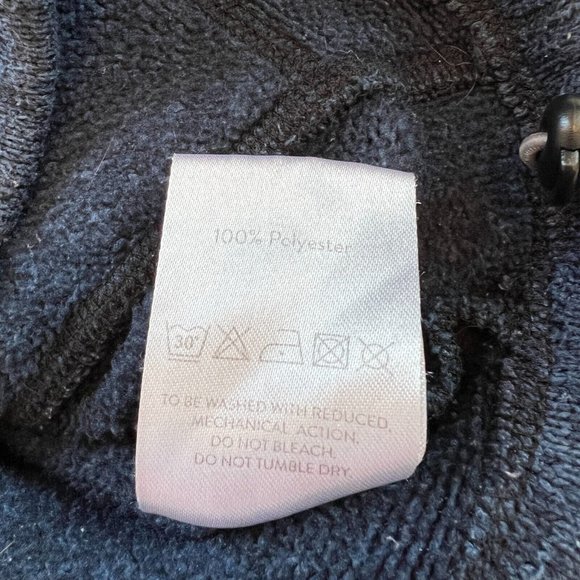 100% Polyester
30°
TO BE WASHED WITH REDUCED
MECHANICAL ACTION.
DO NOT BLEACH.
DO NOT TUMBLE DRY.